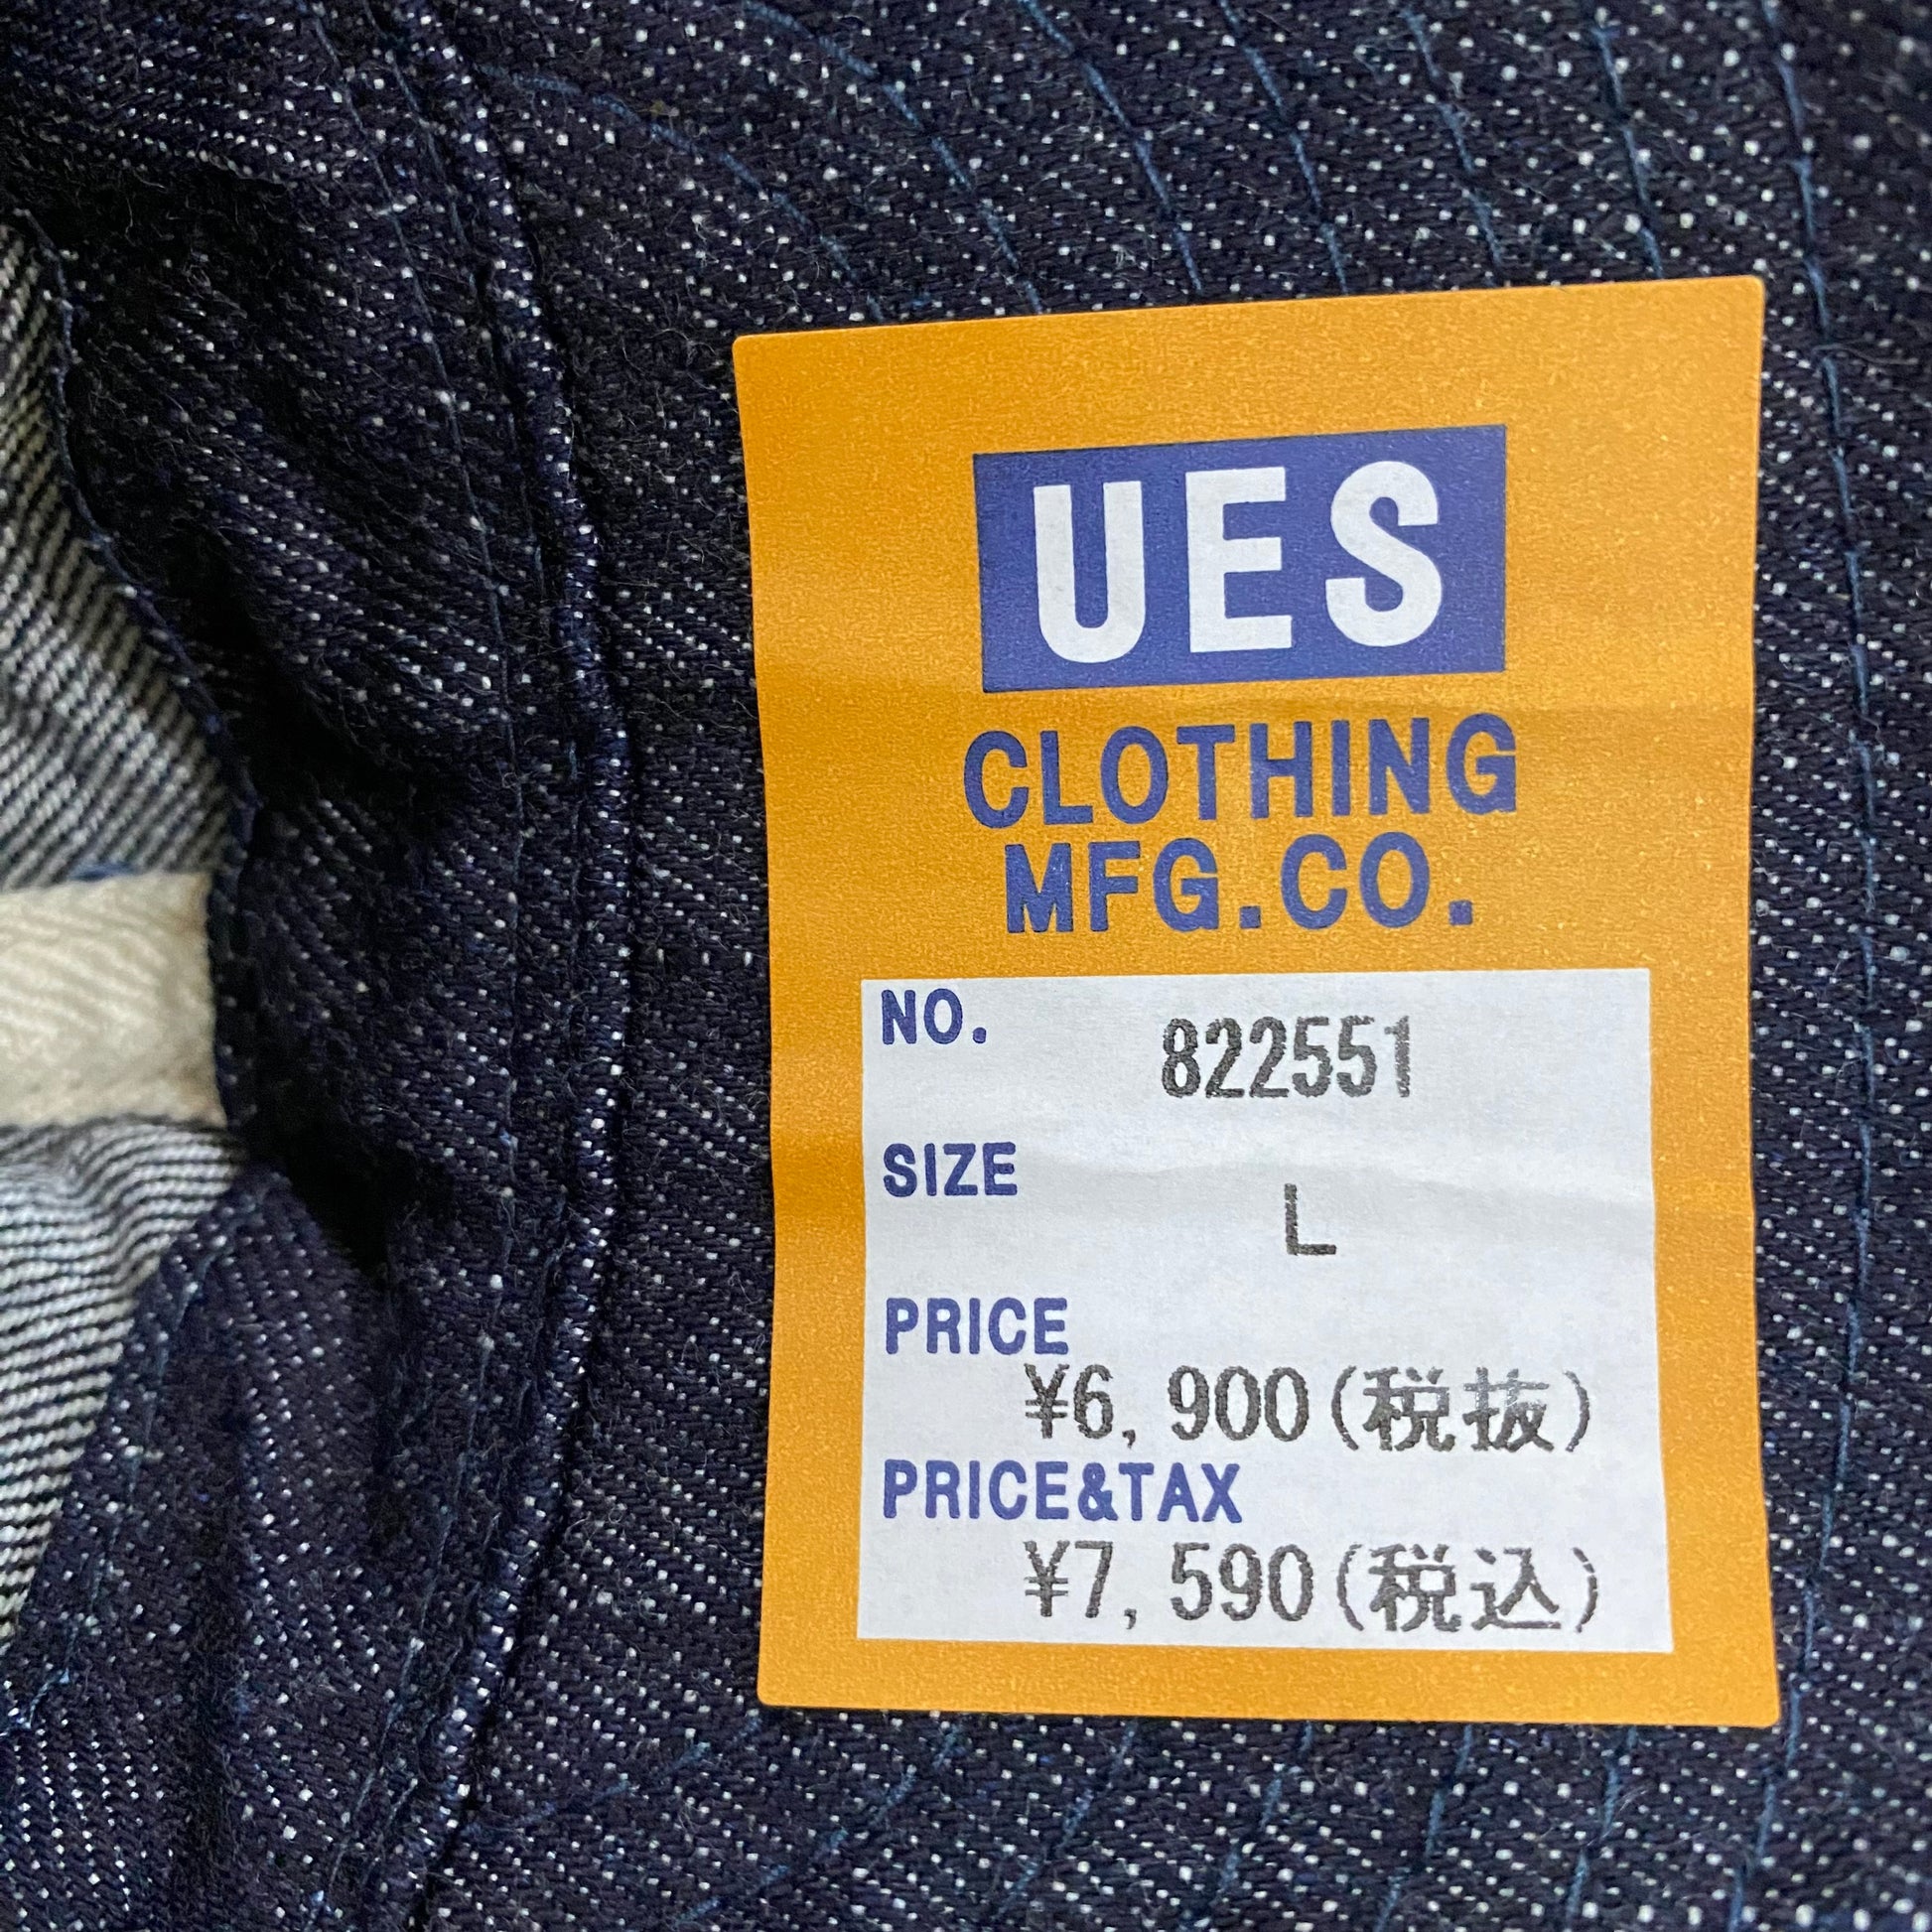 UES
CLOTHING
MFG.CO.
NO. 822551
SIZE L
PRICE
¥6,900(税抜)
PRICE&TAX
¥7,590(税込)